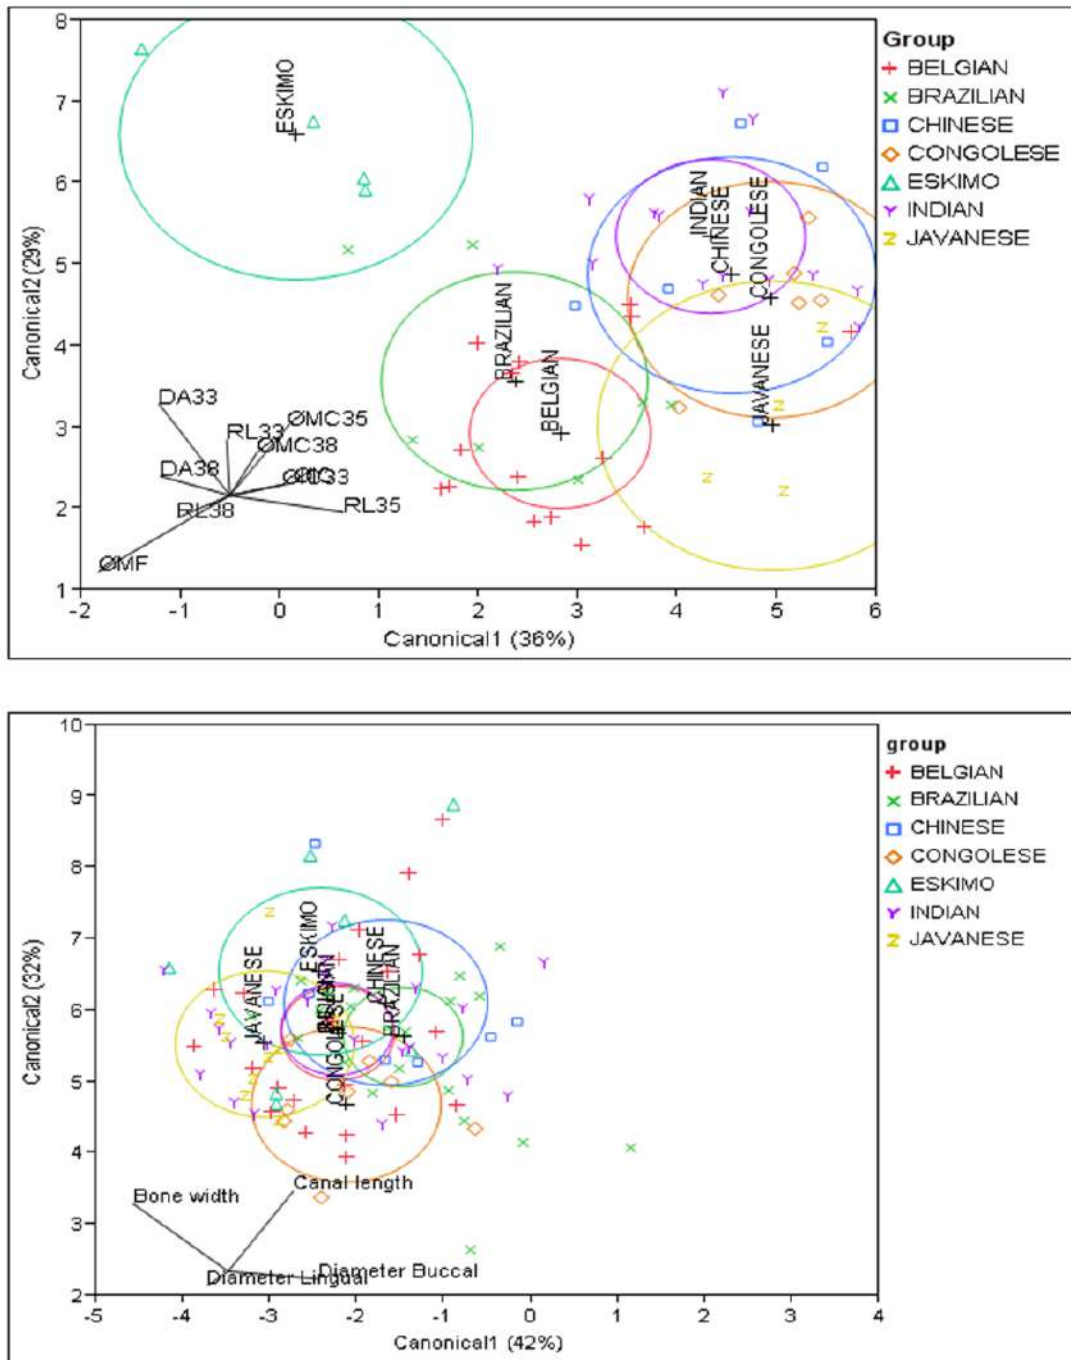 8
7
6
5
4
3
2
1
Canonical2 (29%)
-2 -1 0 1 2 3 4 5 6
Canonical1 (36%)
ESKIMO
INDIAN
CHINESE
CONGOLESE
BRAZILIAN
BELGIAN
JAVANESE
DA33
RL33
ØMC35
ØMC38
DA38
RL35
RL38
ØMF
Group
BELGIAN
BRAZILIAN
CHINESE
CONGOLESE
ESKIMO
INDIAN
JAVANESE
10
9
8
7
6
5
4
3
2
Canonical2 (32%)
-5 -4 -3 -2 -1 0 1 2 3 4
Canonical1 (42%)
JAVANESE
ESKIMO
CHINESE
BRAZILIAN
CONGOLESE
Canal length
Bone width
Diameter Buccal
Diameter Lingual
group
BELGIAN
BRAZILIAN
CHINESE
CONGOLESE
ESKIMO
INDIAN
JAVANESE